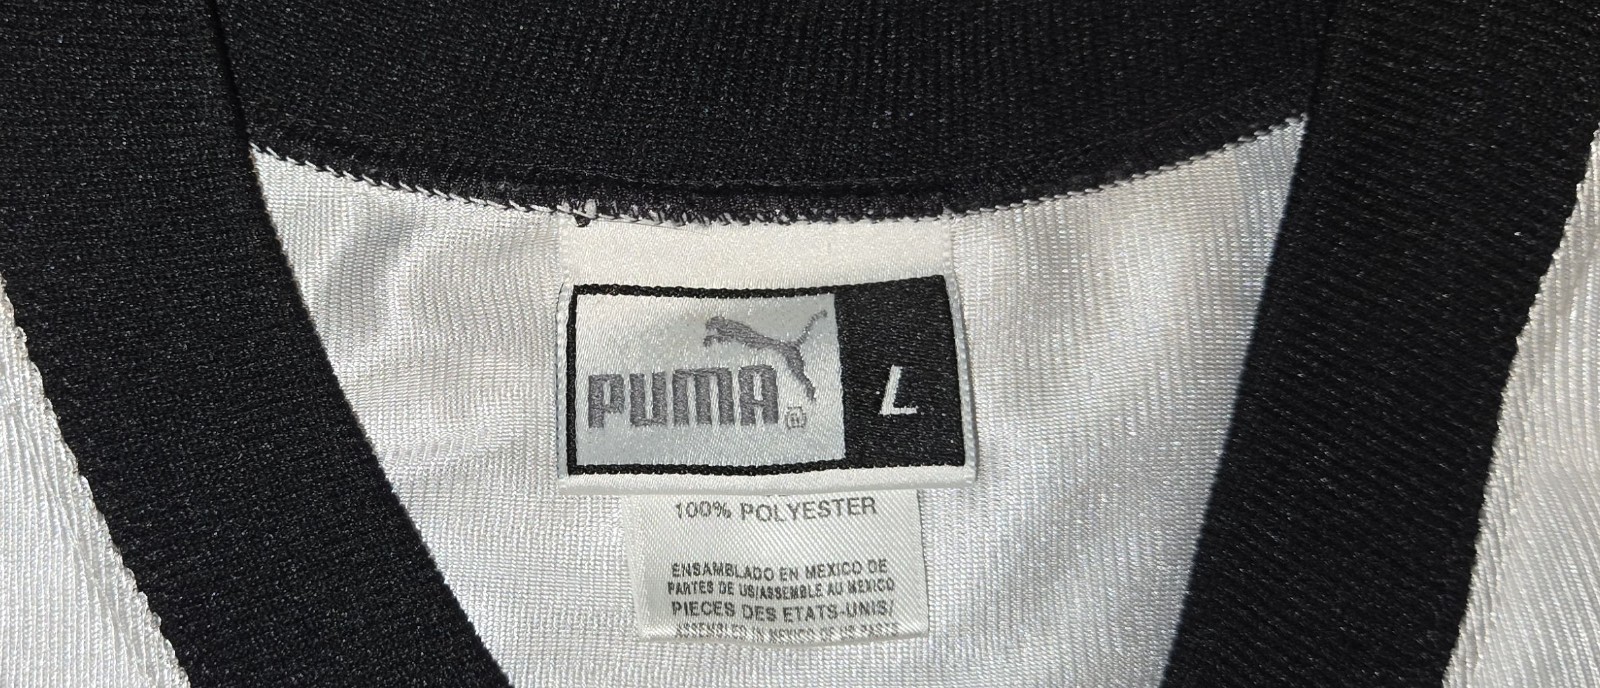 PUMA®
L
100% POLYESTER
ENSAMBLADO EN MEXICO DE
PARTES DE US/ASSEMBLE AU MEXICO
PIECES DES ETATS-UNIS/
ASSEMBLED IN MEXICO OF US PARTS